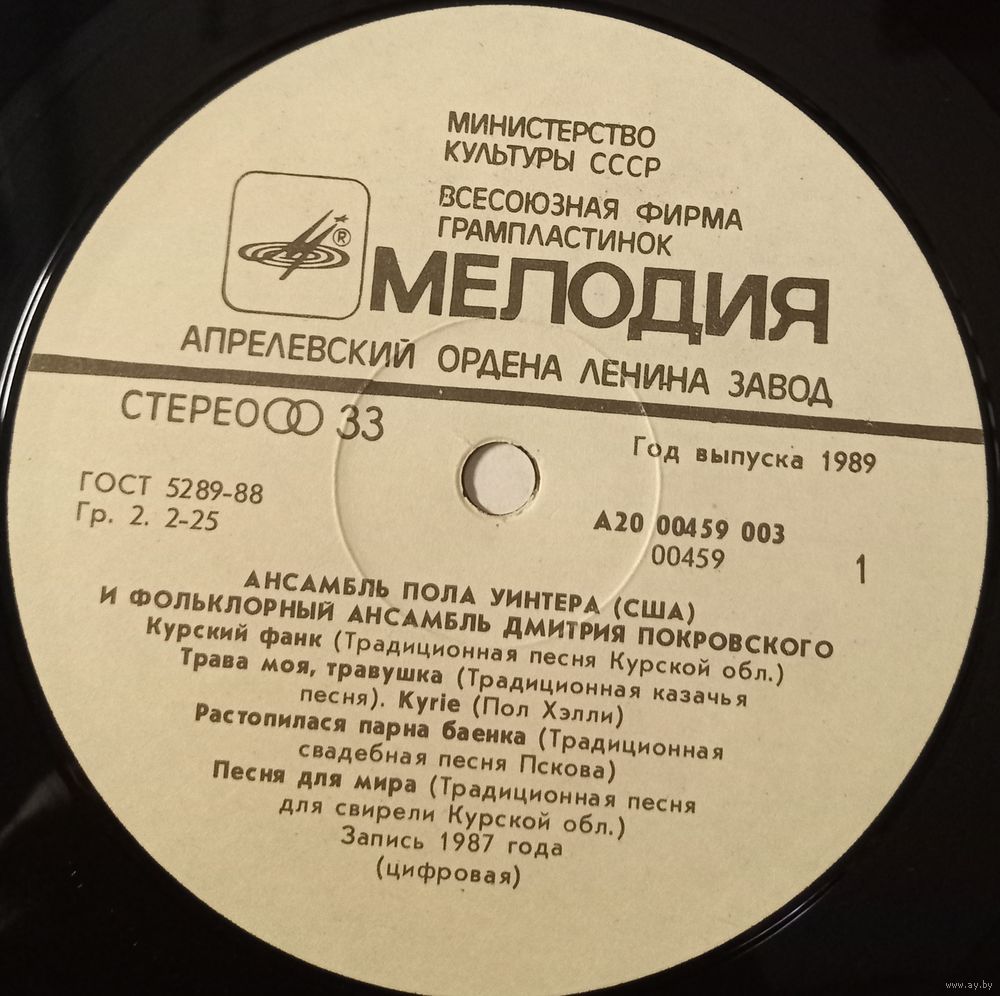 МИНИСТЕРСТВО
КУЛЬТУРЫ СССР
ВСЕСОЮЗНАЯ ФИРМА
ГРАМПЛАСТИНОК
®
МЕЛОДИЯ
АПРЕЛЕВСКИЙ ОРДЕНА ЛЕНИНА ЗАВОД
СТЕРЕО 33
Год выпуска 1989
ГОСТ 5289-88
Гр. 2. 2-25
А20 00459 003
00459
1
АНСАМБЛЬ ПОЛА УИНТЕРА (США)
И ФОЛЬКЛОРНЫЙ АНСАМБЛЬ ДМИТРИЯ ПОКРОВСКОГО
Курский фанк (Традиционная песня Курской обл.)
Трава моя, травушка (Традиционная казачья
песня). Kyrie (Пол Хэлли)
Растопилася парна баенка (Традиционная
свадебная песня Пскова)
Песня для мира (Традиционная песня
для свирели Курской обл.)
Запись 1987 года
(цифровая)
www.ay.by